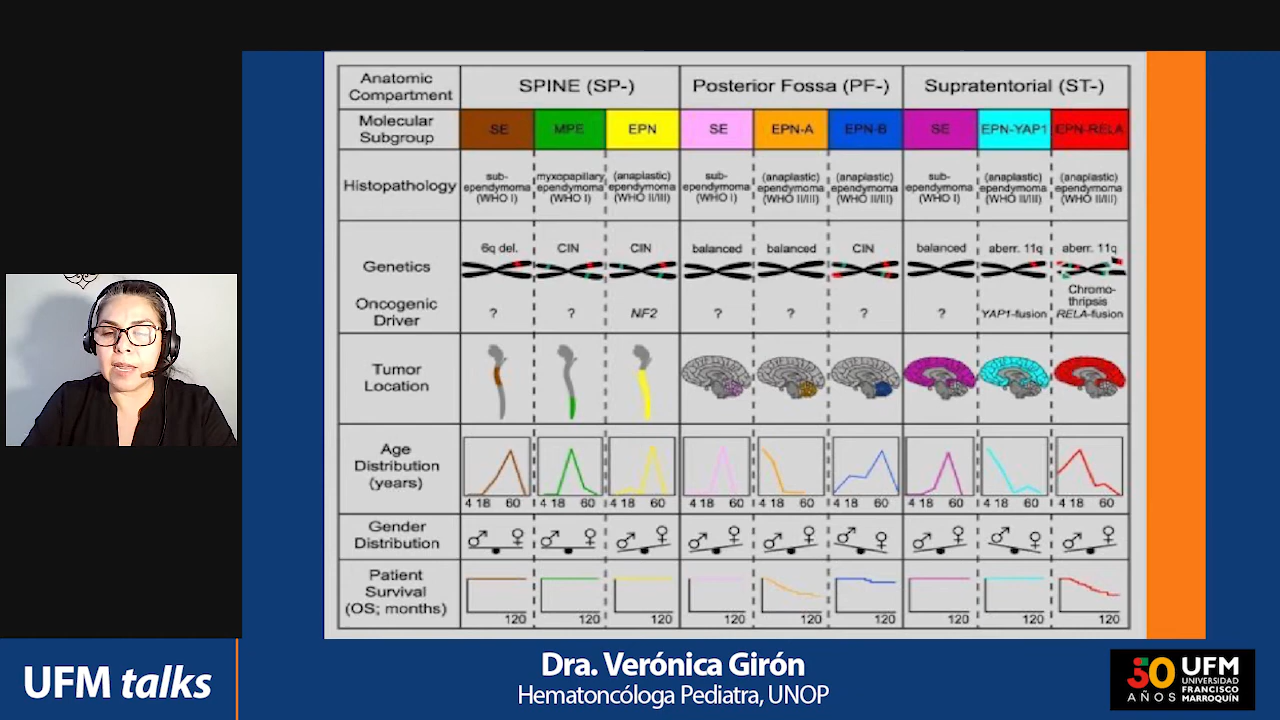 Anatomic Compartment SPINE (SP-) Posterior Fossa (PF-) Supratentorial (ST-)
Molecular Subgroup SE MPE EPN SE EPN-A EPN-B SE EPN-YAP1 EPN-RELA
Histopathology sub-ependymoma (WHO I) myxopapillary ependymoma (WHO I) (anaplastic) ependymoma (WHO II/III) sub-ependymoma (WHO I) (anaplastic) ependymoma (WHO II/III) (anaplastic) ependymoma (WHO II/III) sub-ependymoma (WHO I) (anaplastic) ependymoma (WHO II/III) (anaplastic) ependymoma (WHO II/III)
Genetics 6q del. CIN CIN balanced balanced CIN balanced aberr. 11q aberr. 11q
Chromo-thripsis
Oncogenic Driver ? ? NF2 ? ? ? ? YAP1-fusion RELA-fusion
Tumor Location
Age Distribution (years) 4 18 60 4 18 60 4 18 60 4 18 60 4 18 60 4 18 60 4 18 60 4 18 60 4 18 60
Gender Distribution ♂ ♀ ♂ ♀ ♂ ♀ ♂ ♀ ♂ ♀ ♂ ♀ ♂ ♀ ♂ ♀ ♂ ♀
Patient Survival (OS; months) 120 120 120 120 120 120 120 120 120
UFM talks
Dra. Verónica Girón
Hematoncóloga Pediatra, UNOP
50 AÑOS
UFM
UNIVERSIDAD
FRANCISCO
MARROQUÍN